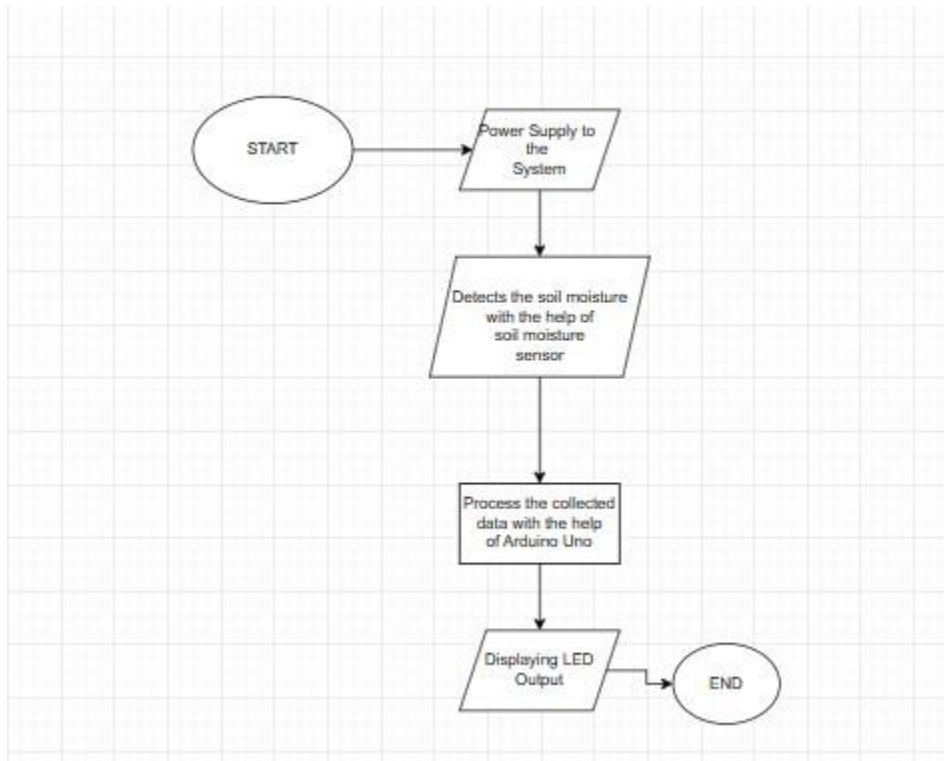 START
Power Supply to
the
System
Detects the soil moisture
with the help of
soil moisture
sensor
Process the collected
data with the help
of Arduino Uno
Displaying LED
Output
END